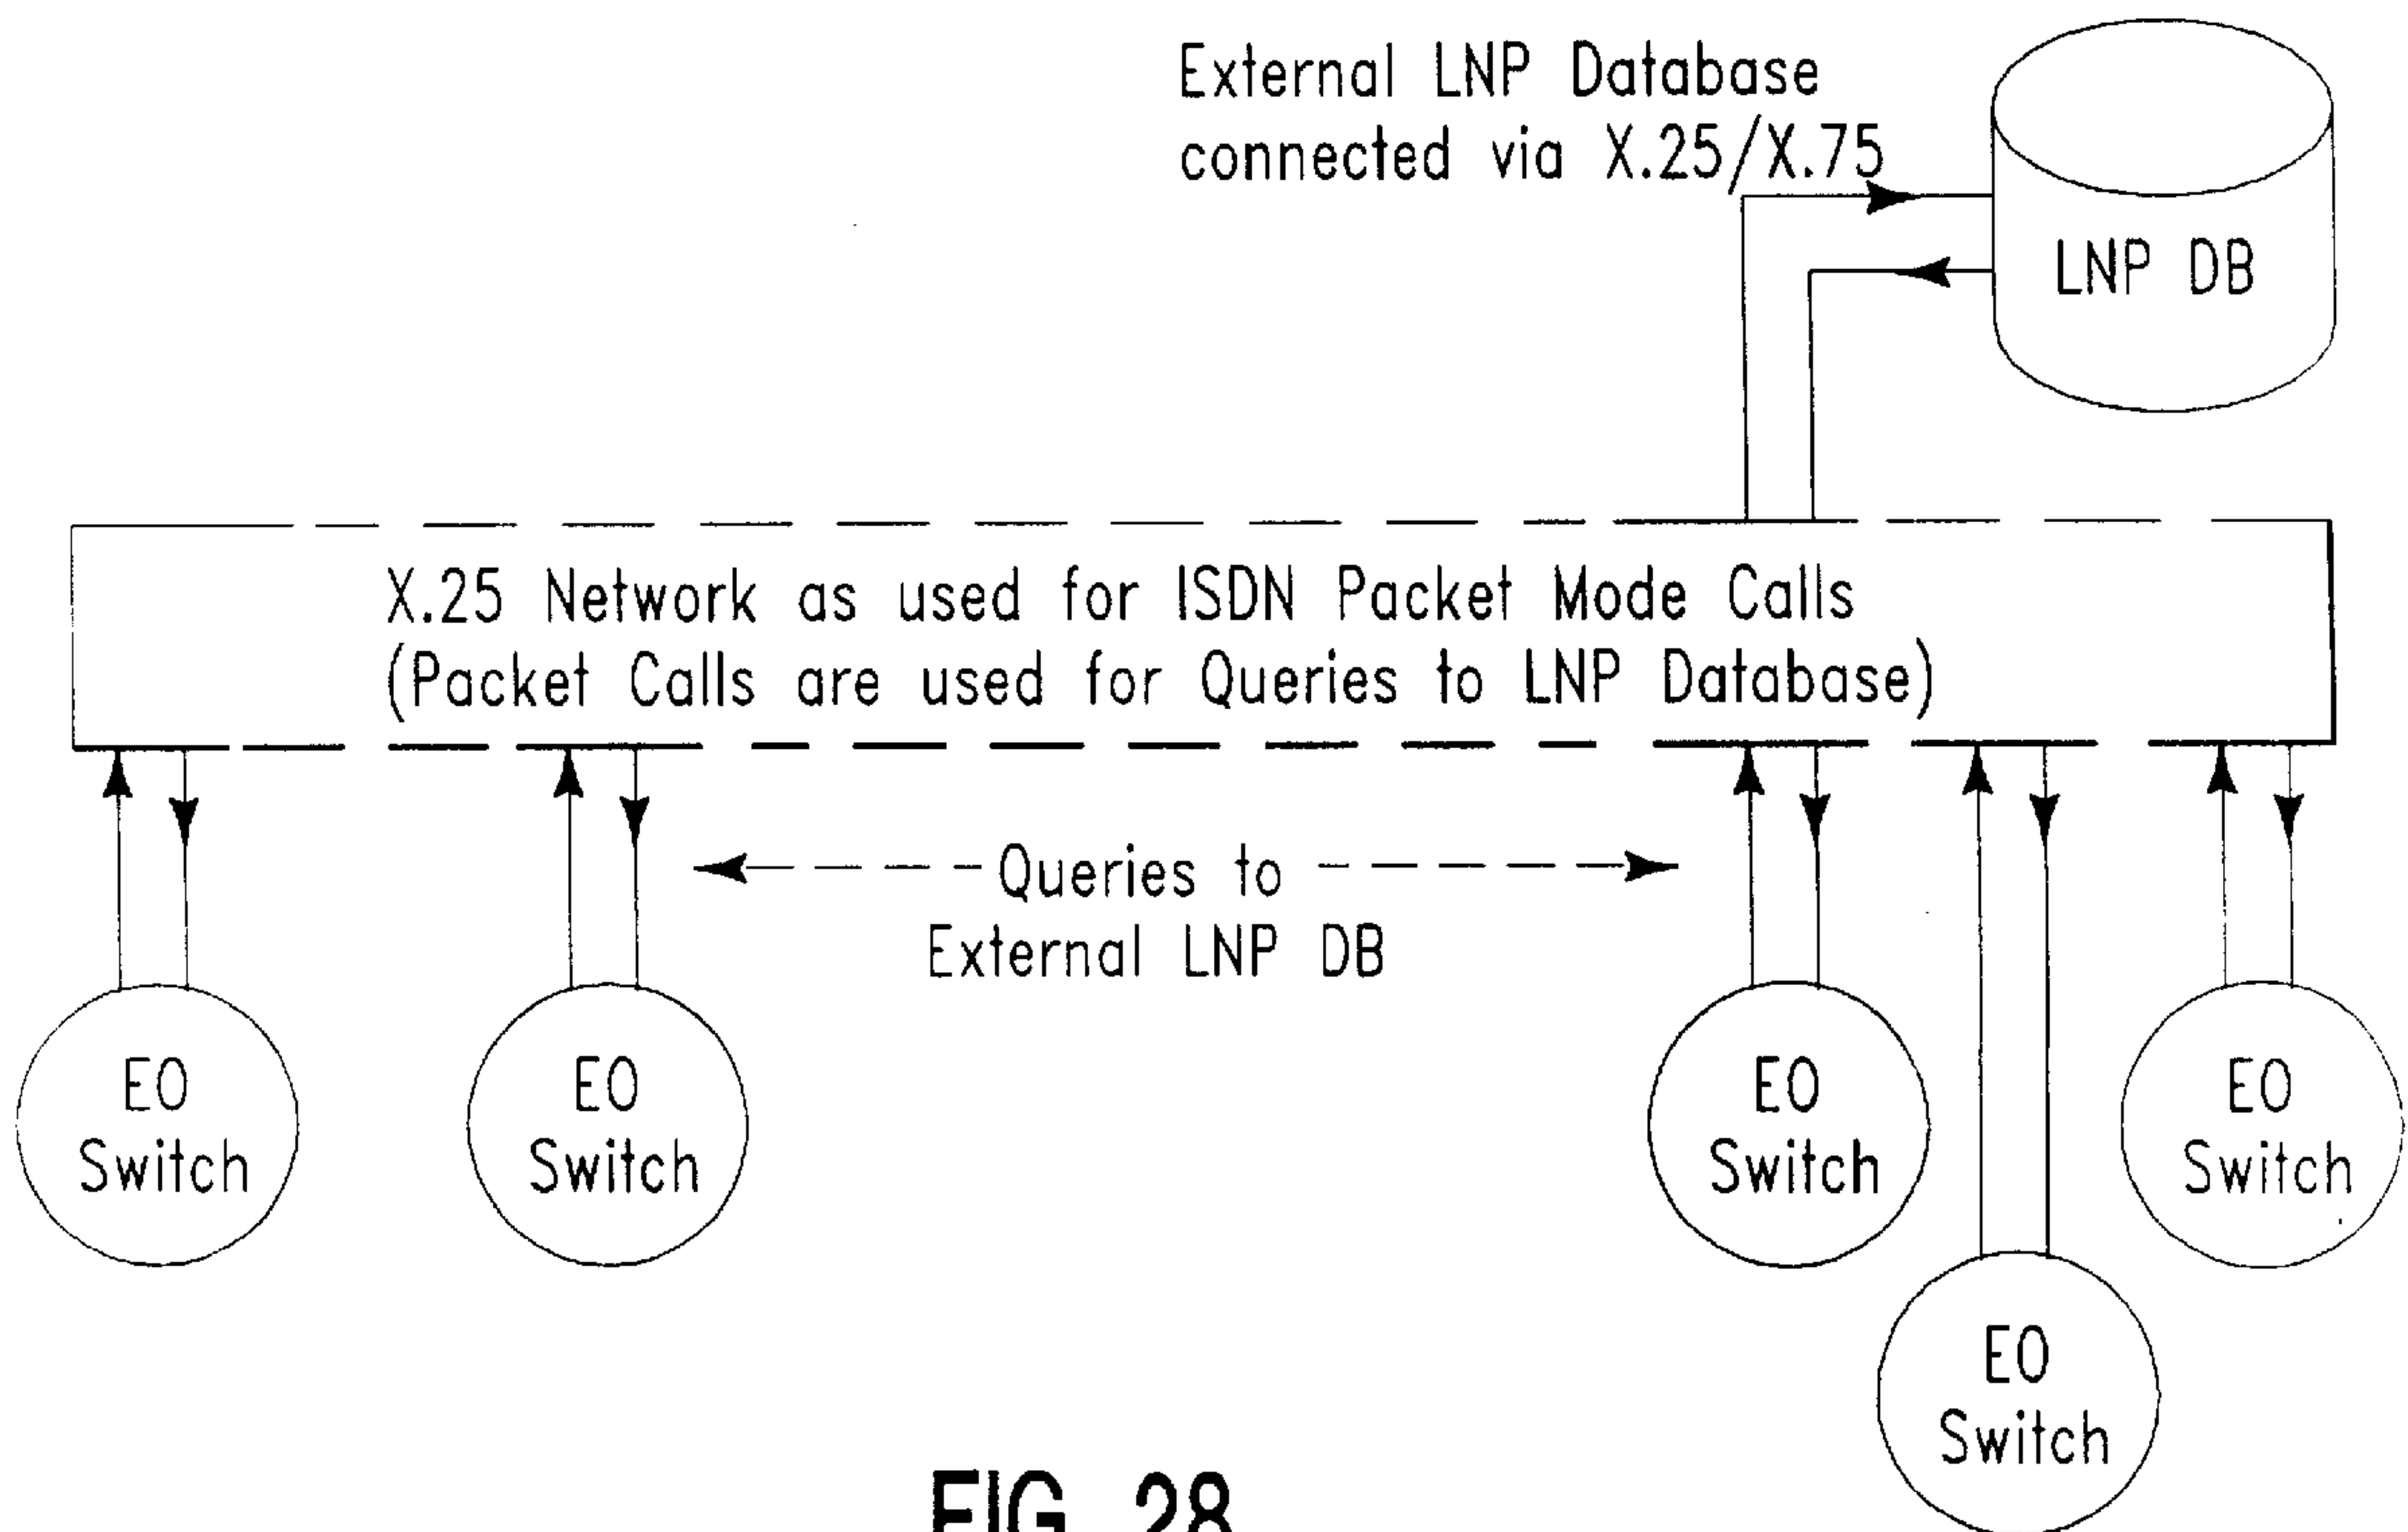 External LNP Database
connected via X.25/X.75
LNP DB
X.25 Network as used for ISDN Packet Mode Calls
(Packet Calls are used for Queries to LNP Database)
Queries to
External LNP DB
EO
Switch
EO
Switch
EO
Switch
EO
Switch
EO
Switch
FIG. 28